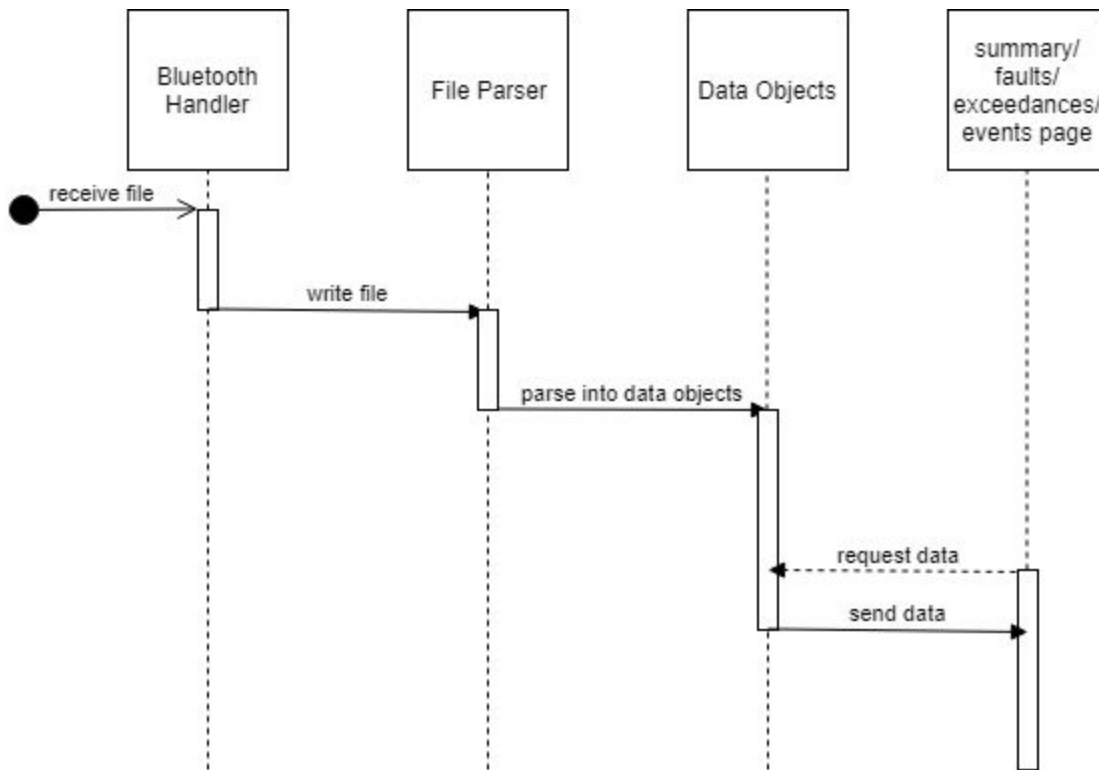 Bluetooth
Handler
File Parser
Data Objects
summary/
faults/
exceedances/
events page
receive file
write file
parse into data objects
request data
send data